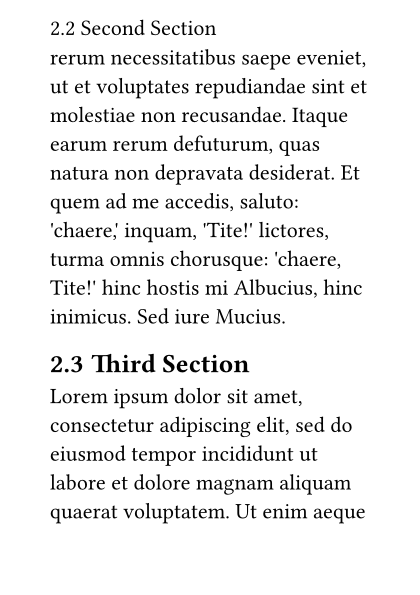 2.2 Second Section
rerum necessitatibus saepe eveniet,
ut et voluptates repudiandae sint et
molestiae non recusandae. Itaque
earum rerum defuturum, quas
natura non depravata desiderat. Et
quem ad me accedis, saluto:
'chaere,' inquam, 'Tite!' lictores,
turma omnis chorusque: 'chaere,
Tite!' hinc hostis mi Albucius, hinc
inimicus. Sed iure Mucius.
2.3 Third Section
Lorem ipsum dolor sit amet,
consectetur adipiscing elit, sed do
eiusmod tempor incididunt ut
labore et dolore magnam aliquam
quaerat voluptatem. Ut enim aeque